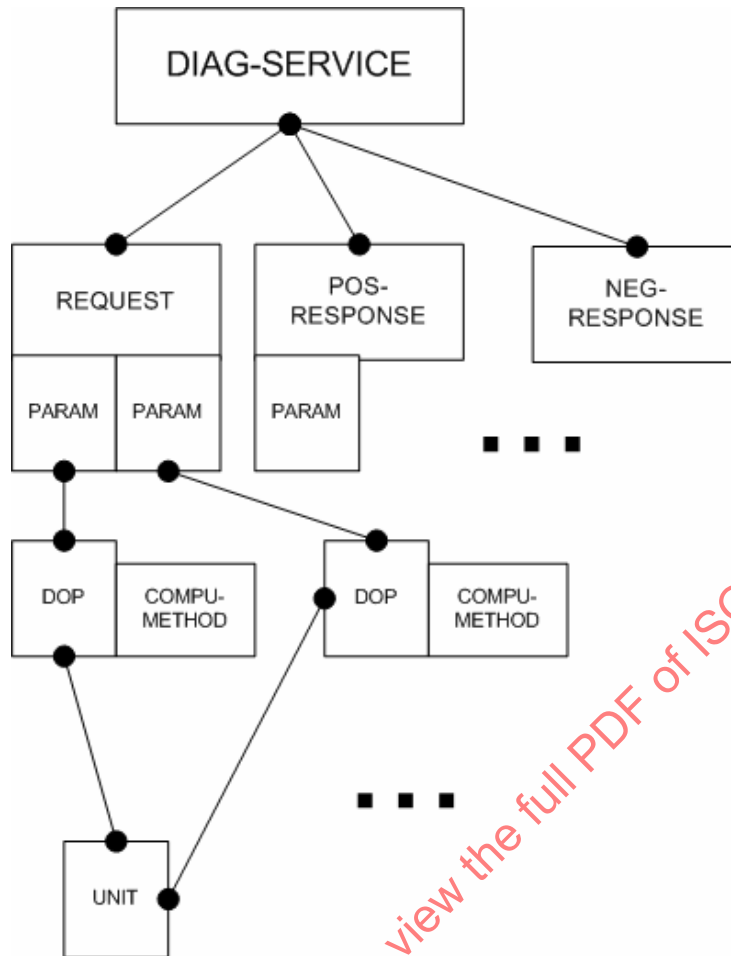 DIAG-SERVICE
REQUEST
POS-
RESPONSE
NEG-
RESPONSE
PARAM
PARAM
PARAM
DOP
COMPU-
METHOD
DOP
COMPU-
METHOD
UNIT
view the full PDF of ISO